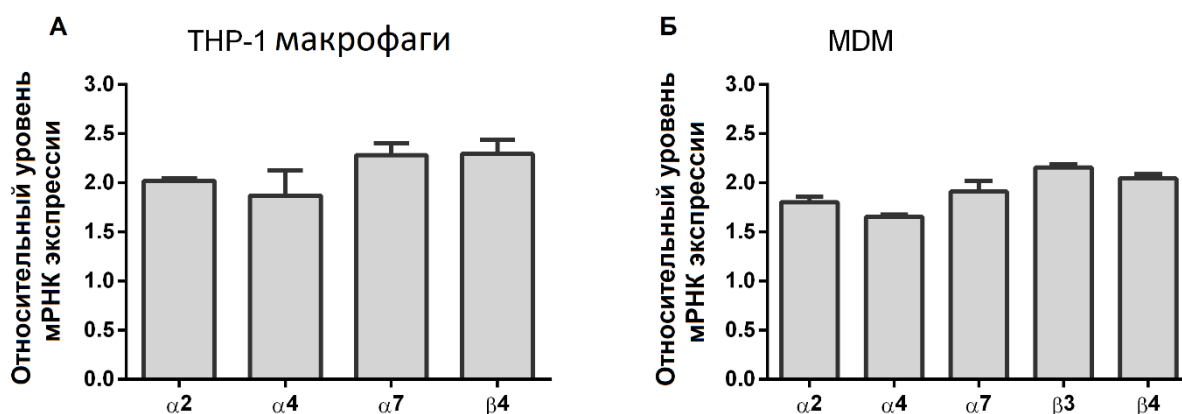 А
THP-1 макрофаги
Относительный уровень
мРНК экспрессии
3.0
2.5
2.0
1.5
1.0
0.5
0.0
α2
α4
α7
β4
Б
MDM
Относительный уровень
мРНК экспрессии
3.0
2.5
2.0
1.5
1.0
0.5
0.0
α2
α4
α7
β3
β4